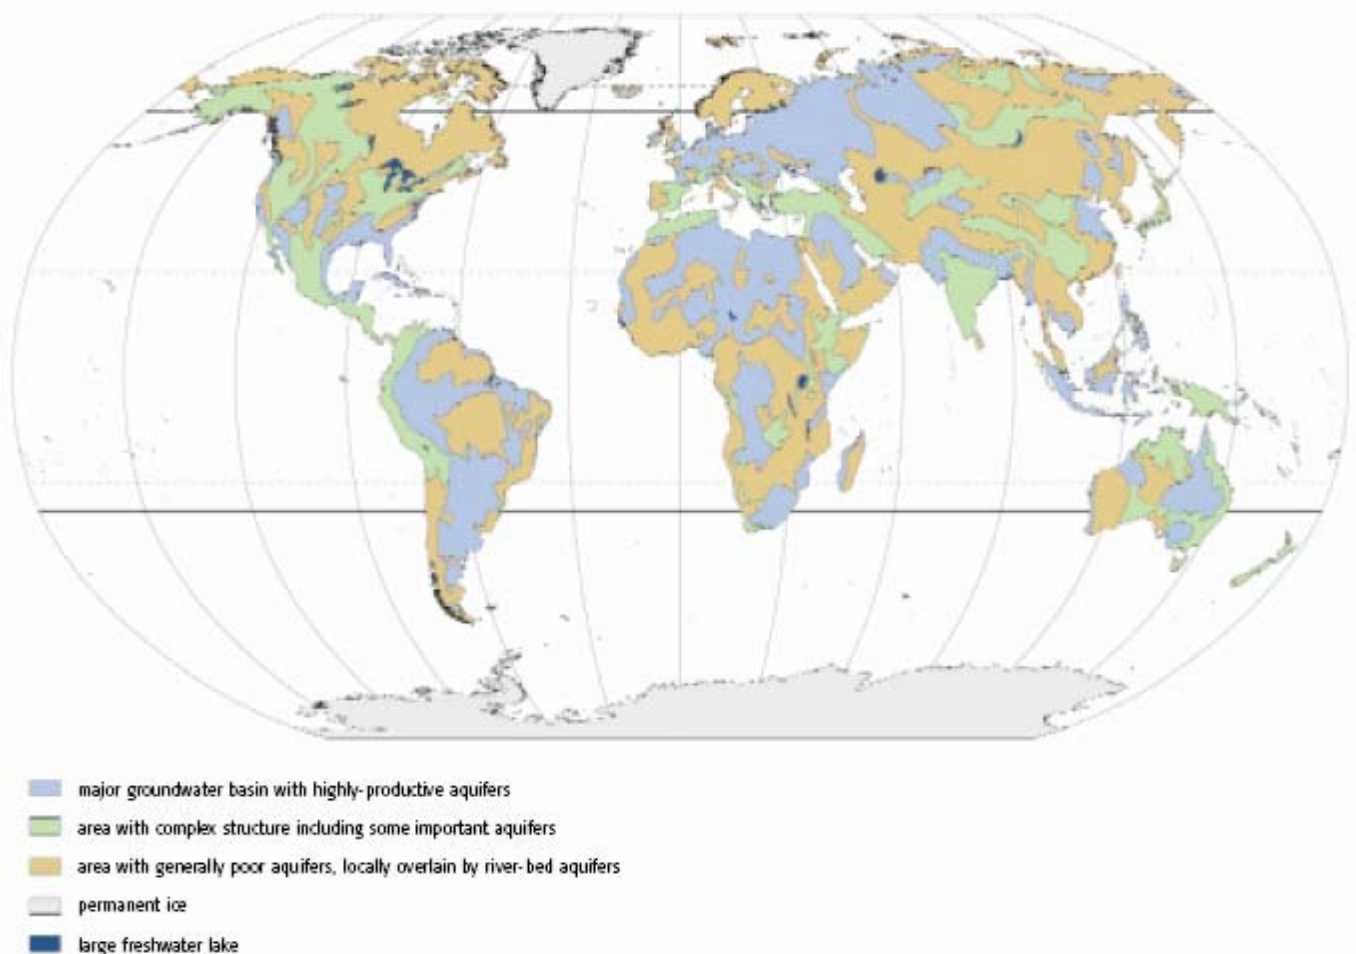 major groundwater basin with highly-productive aquifers
area with complex structure including some important aquifers
area with generally poor aquifers, locally overlain by river-bed aquifers
permanent ice
large freshwater lake